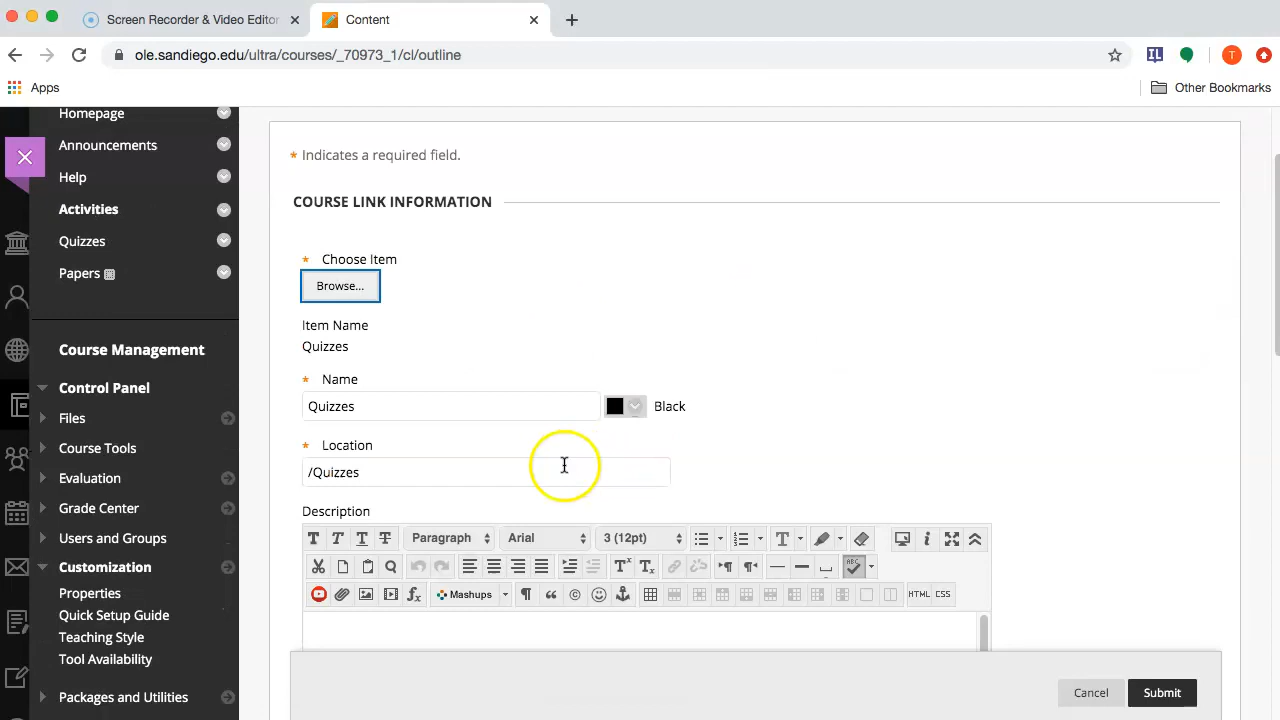 Screen Recorder & Video Editor
Content
ole.sandiego.edu/ultra/courses/_70973_1/cl/outline
IL
T
Apps
Other Bookmarks
Homepage
Announcements
Help
Activities
Quizzes
Papers
Course Management
Control Panel
Files
Course Tools
Evaluation
Grade Center
Users and Groups
Customization
Properties
Quick Setup Guide
Teaching Style
Tool Availability
Packages and Utilities
* Indicates a required field.
COURSE LINK INFORMATION
* Choose Item
Browse...
Item Name
Quizzes
* Name
Quizzes
Black
* Location
/Quizzes
Description
T T T T Paragraph Arial 3 (12pt) T
ABC
Mashups HTML CSS
Cancel Submit